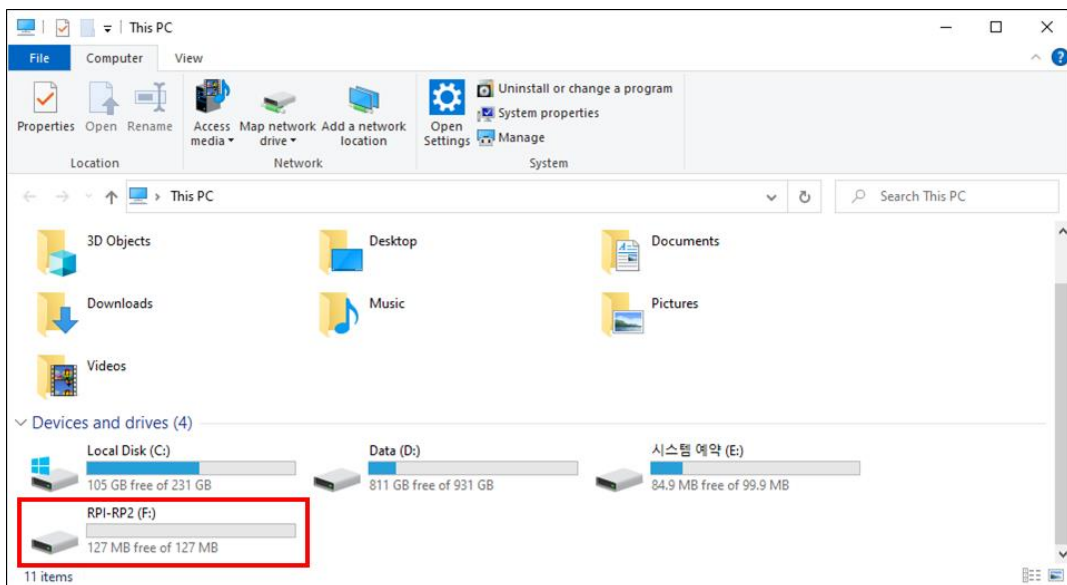 This PC
File Computer View
Properties Open Rename Access media Map network drive Add a network location Open Settings Uninstall or change a program
System properties
Manage
Location Network System
This PC Search This PC
3D Objects Desktop Documents
Downloads Music Pictures
Videos
Devices and drives (4)
Local Disk (C:) Data (D:) 시스템 예약 (E:)
105 GB free of 231 GB 811 GB free of 931 GB 84.9 MB free of 99.9 MB
RPI-RP2 (F:)
127 MB free of 127 MB
11 items